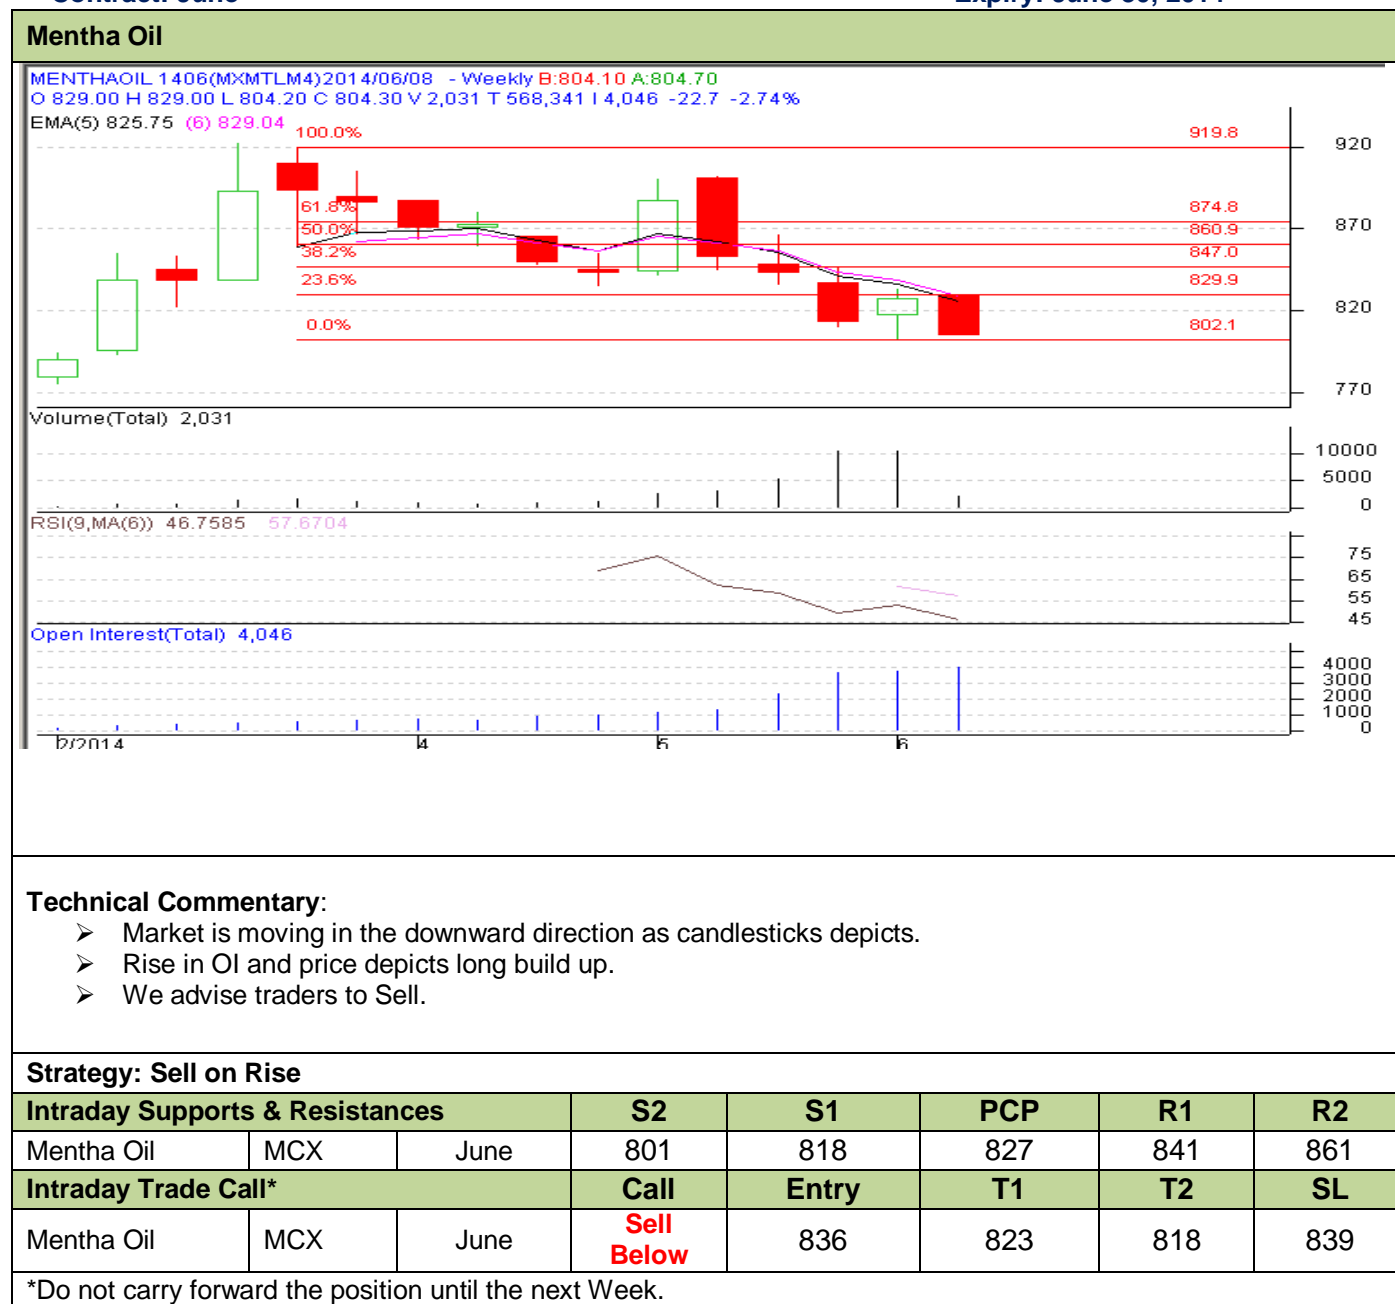 Mentha Oil
MENTHAOIL 1406(MXMTLM4)2014/06/08 - Weekly B:804.10 A:804.70
O 829.00 H 829.00 L 804.20 C 804.30 V 2,031 T 568,341 I 4,046 -22.7 -2.74%
EMA(5) 825.75 (6) 829.04
100.0% 919.8
920
61.8% 874.8
870
50.0% 860.9
38.2% 847.0
23.6% 829.9
820
0.0% 802.1
770
Volume(Total) 2,031
10000
5000
0
RSI(9,MA(6)) 46.7585 57.6704
75
65
55
45
Open Interest(Total) 4,046
4000
3000
2000
1000
0
2/2014 4 5 6
Technical Commentary:
➢ Market is moving in the downward direction as candlesticks depicts.
➢ Rise in OI and price depicts long build up.
➢ We advise traders to Sell.
Strategy: Sell on Rise
Intraday Supports & Resistances S2 S1 PCP R1 R2
Mentha Oil MCX June 801 818 827 841 861
Intraday Trade Call* Call Entry T1 T2 SL
Mentha Oil MCX June Sell Below 836 823 818 839
*Do not carry forward the position until the next Week.